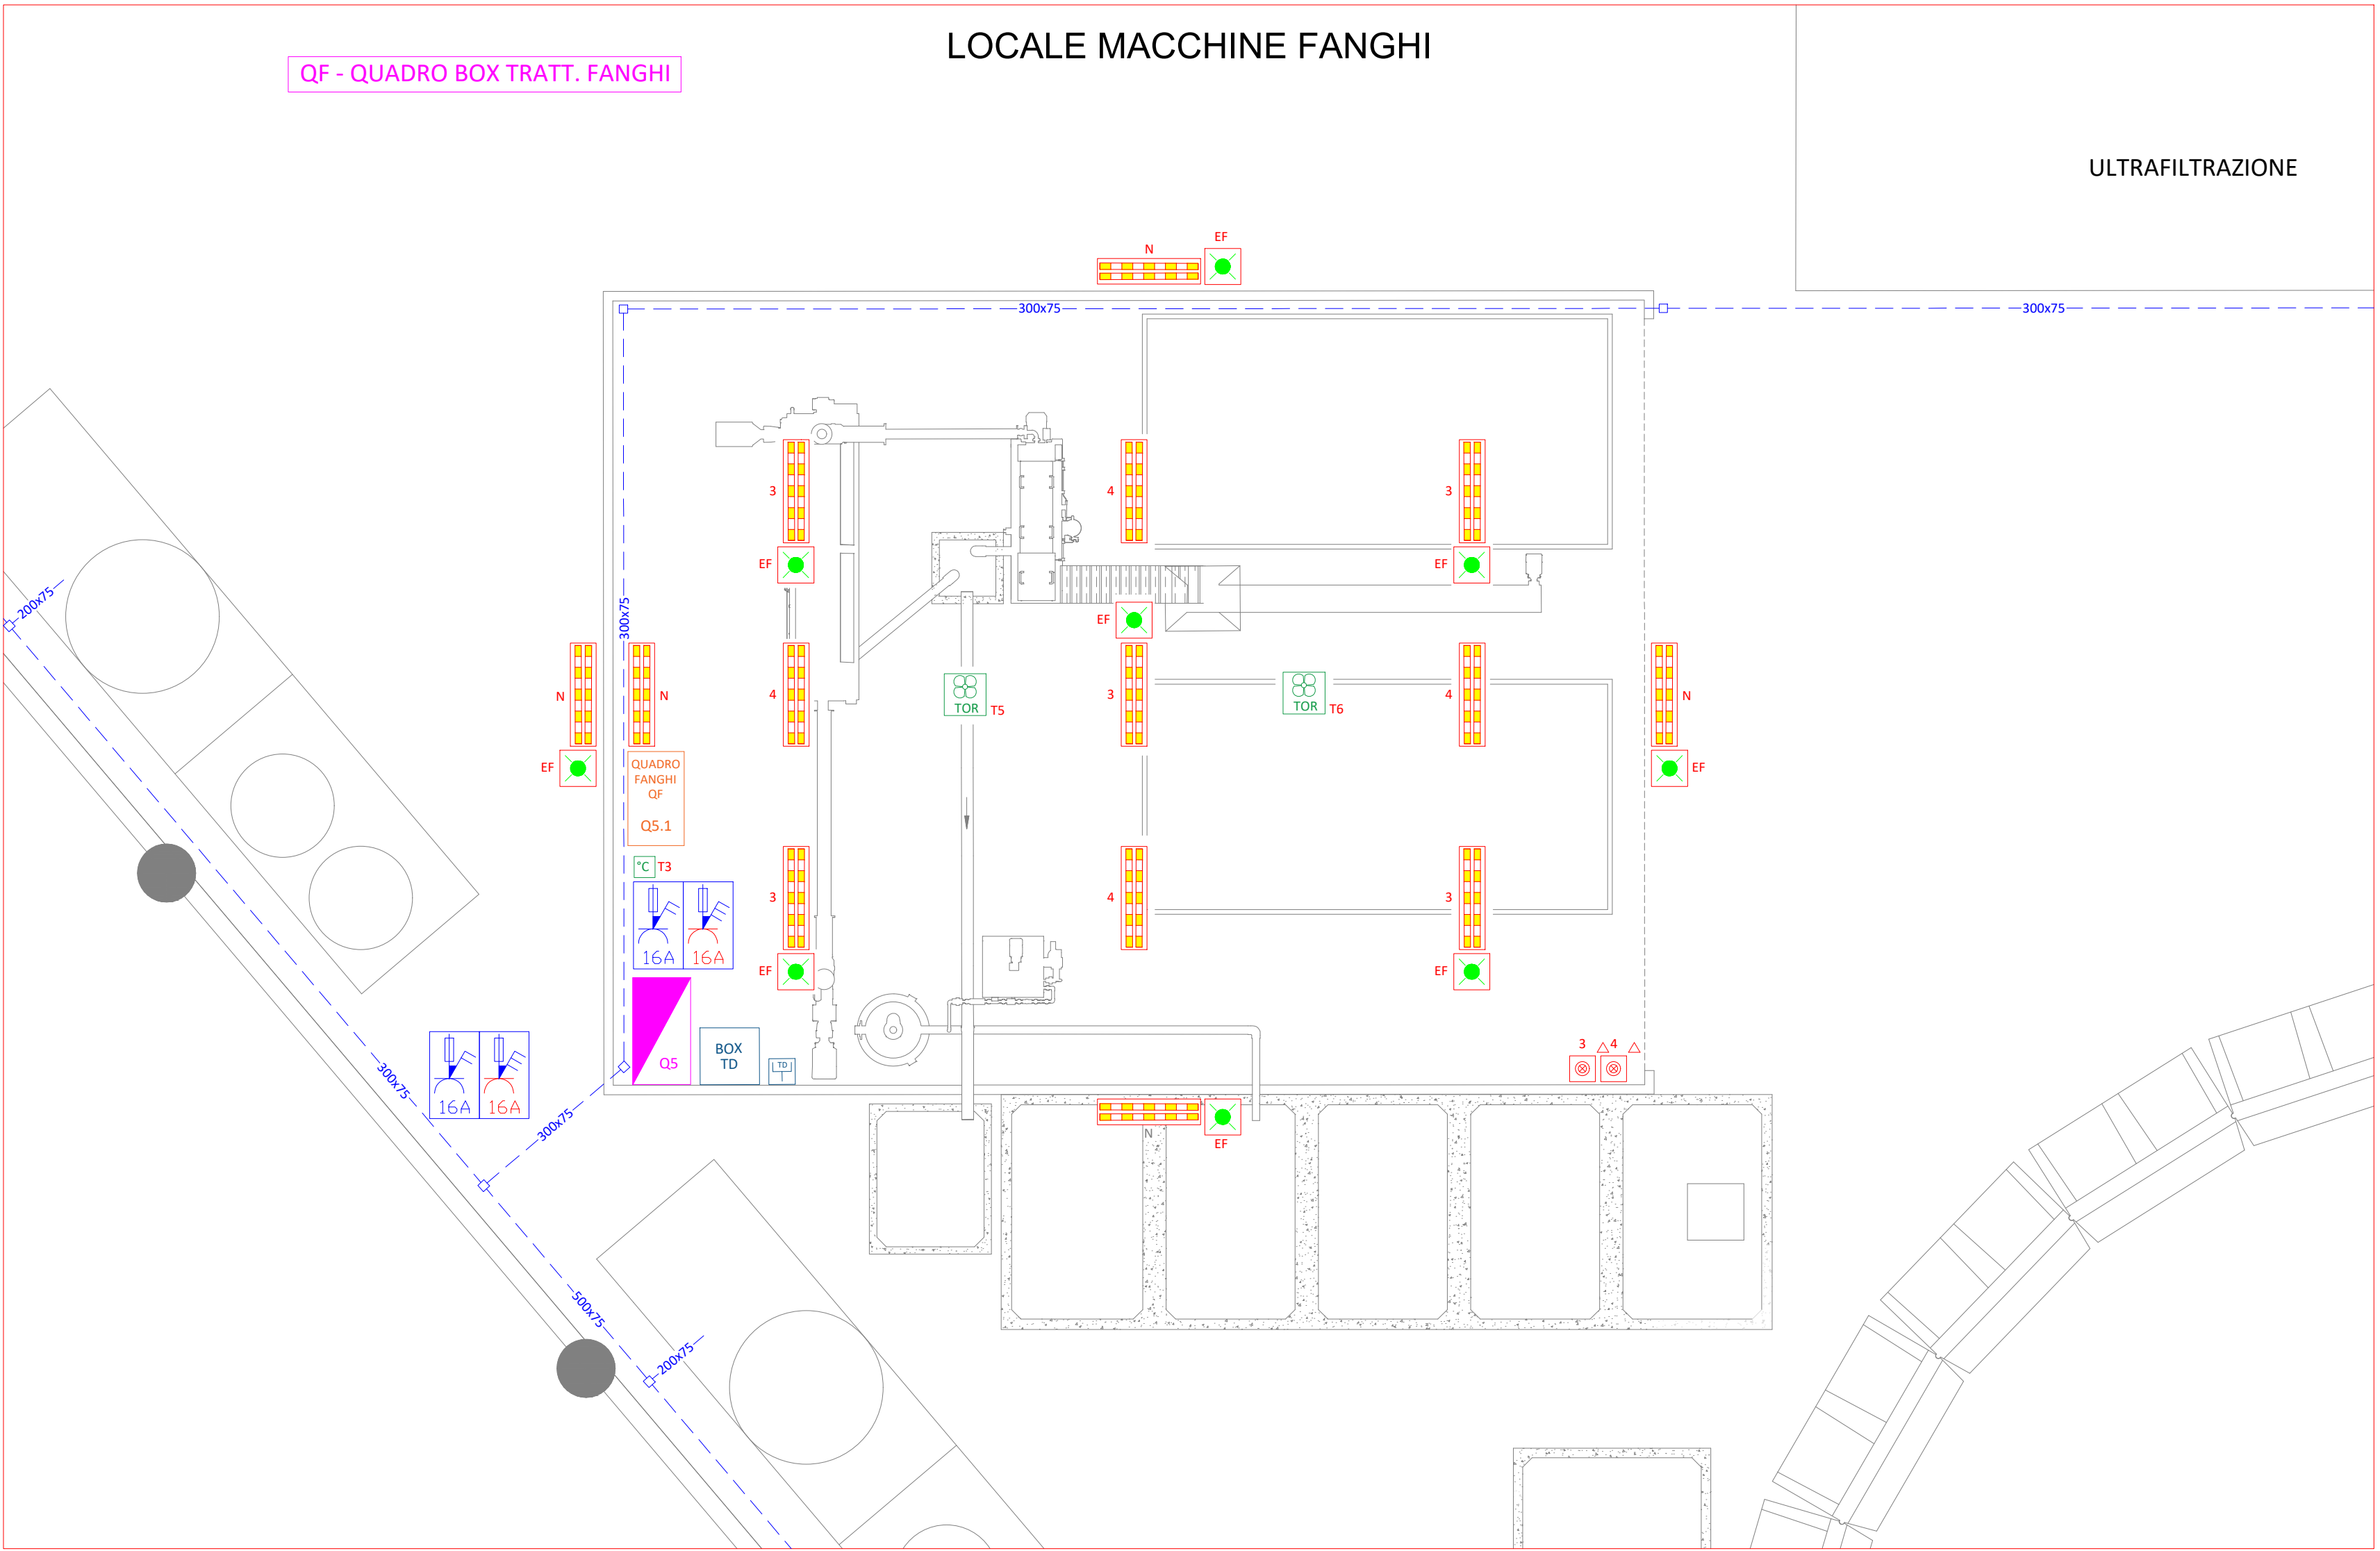 LOCALE MACCHINE FANGHI
QF - QUADRO BOX TRATT. FANGHI
ULTRAFILTRAZIONE
EF
N
300x75
300x75
3
4
3
EF
EF
200x75
300x75
EF
N
N
4
3
4
N
TOR
T5
TOR
T6
EF
QUADRO
FANGHI
QF
Q5.1
EF
°C
T3
3
4
3
16A
16A
EF
EF
Q5
BOX
TD
TD
3
4
300x75
16A
16A
300x75
N
EF
500x75
200x75